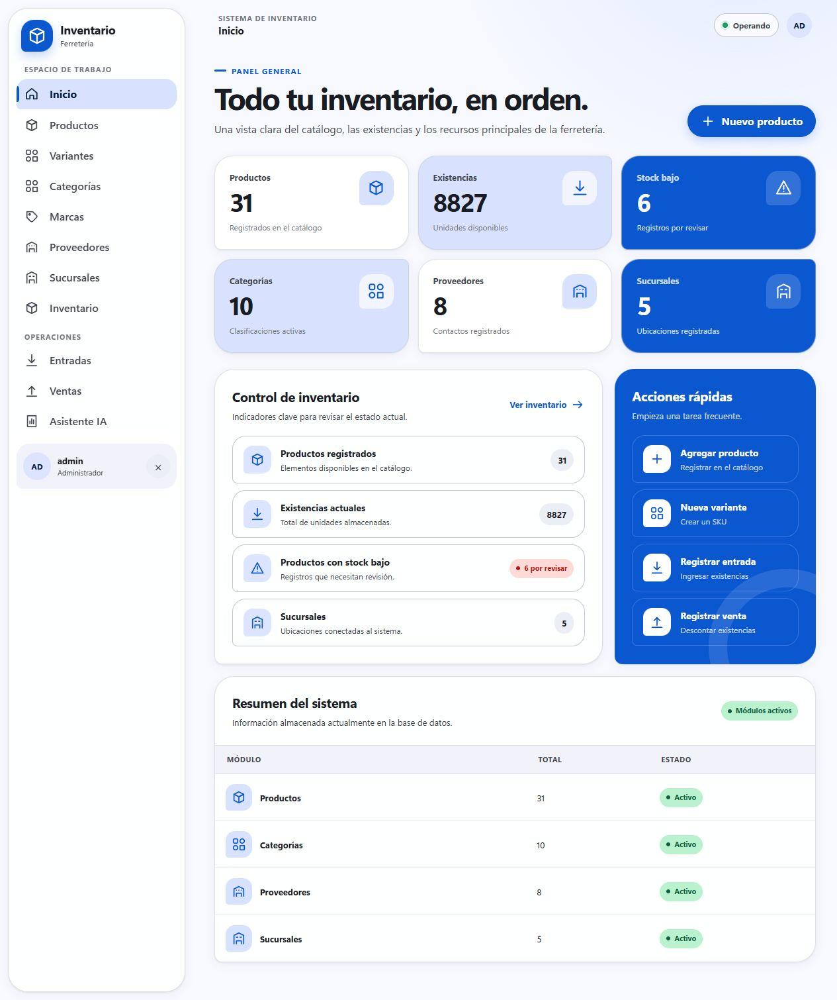 Inventario
Ferretería
ESPACIO DE TRABAJO
Inicio
Productos
Variantes
Categorías
Marcas
Proveedores
Sucursales
Inventario
OPERACIONES
Entradas
Ventas
Asistente IA
AD
admin
Administrador
×
SISTEMA DE INVENTARIO
Inicio
Operando
AD
PANEL GENERAL
Todo tu inventario, en orden.
Una vista clara del catálogo, las existencias y los recursos principales de la ferretería.
Nuevo producto
Productos
31
Registrados en el catálogo
Existencias
8827
Unidades disponibles
Stock bajo
6
Registros por revisar
Categorías
10
Clasificaciones activas
Proveedores
8
Contactos registrados
Sucursales
5
Ubicaciones registradas
Control de inventario
Indicadores clave para revisar el estado actual.
Ver inventario →
Productos registrados
Elementos disponibles en el catálogo.
31
Existencias actuales
Total de unidades almacenadas.
8827
Productos con stock bajo
Registros que necesitan revisión.
6 por revisar
Sucursales
Ubicaciones conectadas al sistema.
5
Acciones rápidas
Empieza una tarea frecuente.
Agregar producto
Registrar en el catálogo
Nueva variante
Crear un SKU
Registrar entrada
Ingresar existencias
Registrar venta
Descontar existencias
Resumen del sistema
Información almacenada actualmente en la base de datos.
Módulos activos
MÓDULO TOTAL ESTADO
Productos 31 Activo
Categorías 10 Activo
Proveedores 8 Activo
Sucursales 5 Activo